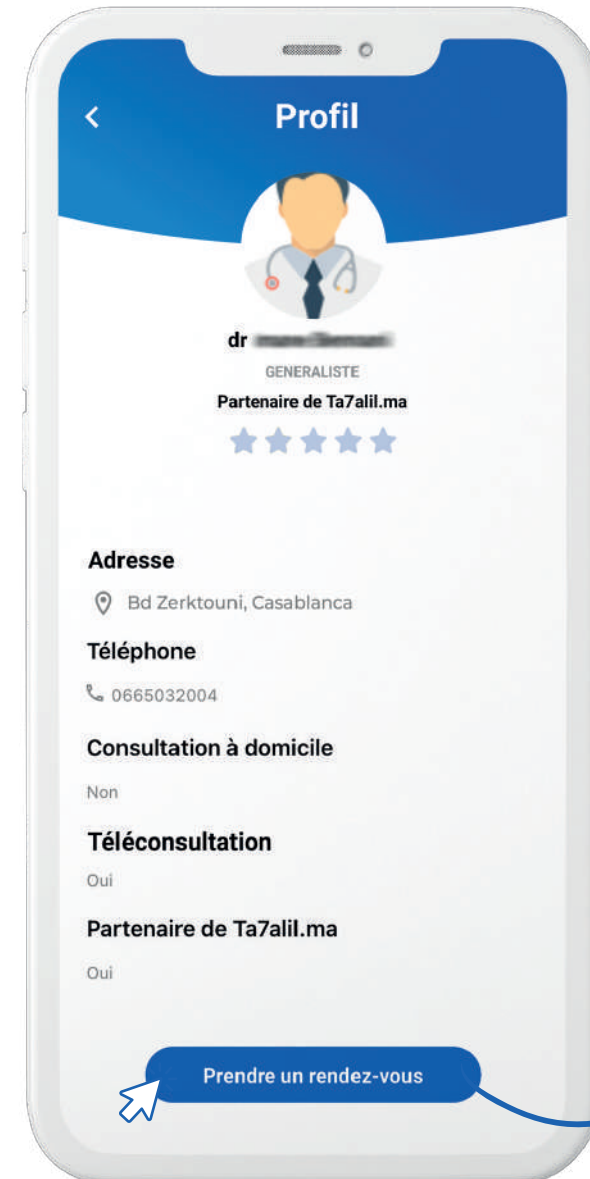 Profil
dr
GENERALISTE
Partenaire de Ta7alil.ma
Adresse
Bd Zerktouni, Casablanca
Téléphone
0665032004
Consultation à domicile
Non
Téléconsultation
Oui
Partenaire de Ta7alil.ma
Oui
Prendre un rendez-vous